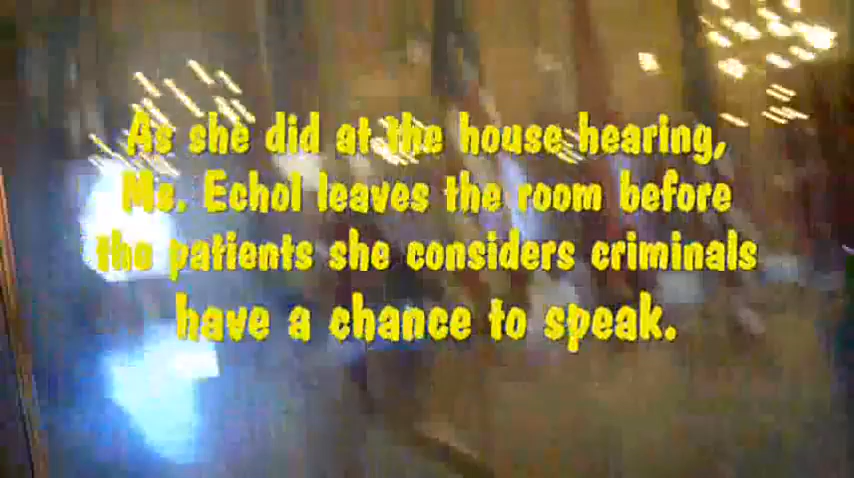 As she did at the house hearing,
Ms. Echol leaves the room before
the patients she considers criminals
have a chance to speak.